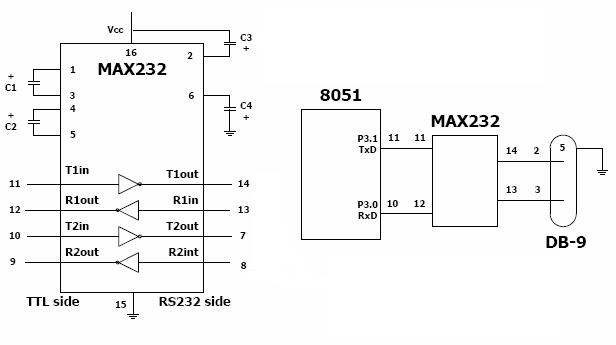 Vcc
C3
+
16
2
MAX232
1
+
C1
3
6
4
+
C2
5
C4
+
T1in
T1out
11
14
R1out
R1in
12
13
T2in
T2out
10
7
R2out
R2int
9
8
15
TTL side
RS232 side
8051
MAX232
P3.1
TxD
11
11
14
2
5
13
3
P3.0
RxD
10
12
DB-9